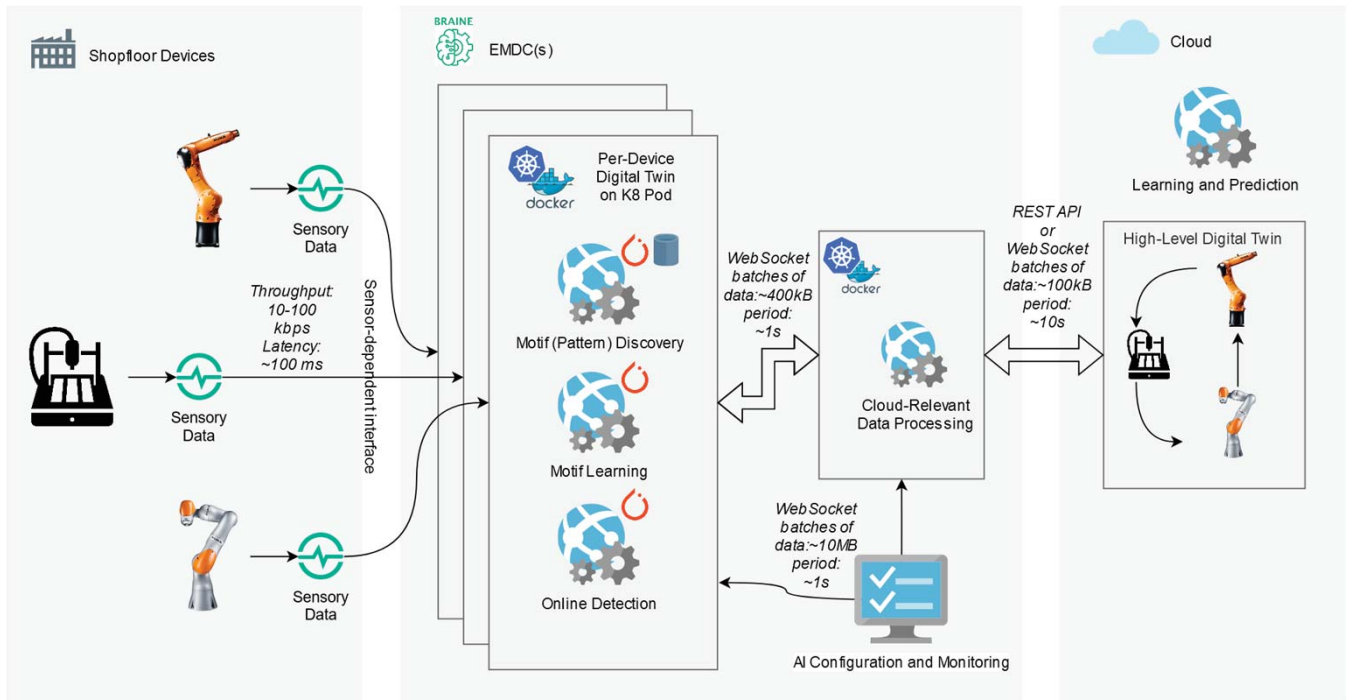 Shopfloor Devices
Sensory
Data
Throughput:
10-100
kbps
Latency:
~100 ms
Sensory
Data
Sensor-dependent interface
Sensory
Data
BRAINE
EMDC(s)
Per-Device
Digital Twin
on K8 Pod
docker
Motif (Pattern) Discovery
Motif Learning
Online Detection
WebSocket
batches of
data:~400kB
period:
~1s
docker
Cloud-Relevant
Data Processing
WebSocket
batches of
data:~10MB
period:
~1s
AI Configuration and Monitoring
REST API
or
WebSocket
batches of
data:~100kB
period:
~10s
Cloud
Learning and Prediction
High-Level Digital Twin